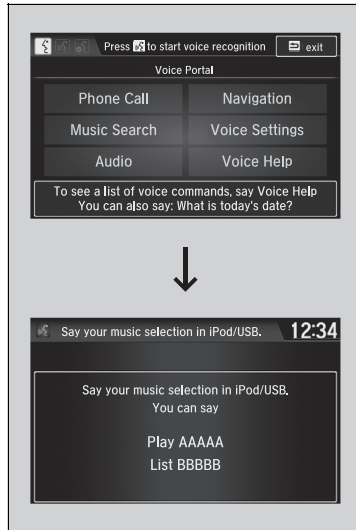 Press to start voice recognition exit
Voice Portal
Phone Call Navigation
Music Search Voice Settings
Audio Voice Help
To see a list of voice commands, say Voice Help
You can also say: What is today's date?
Say your music selection in iPod/USB. 12:34
Say your music selection in iPod/USB.
You can say
Play AAAAA
List BBBBB